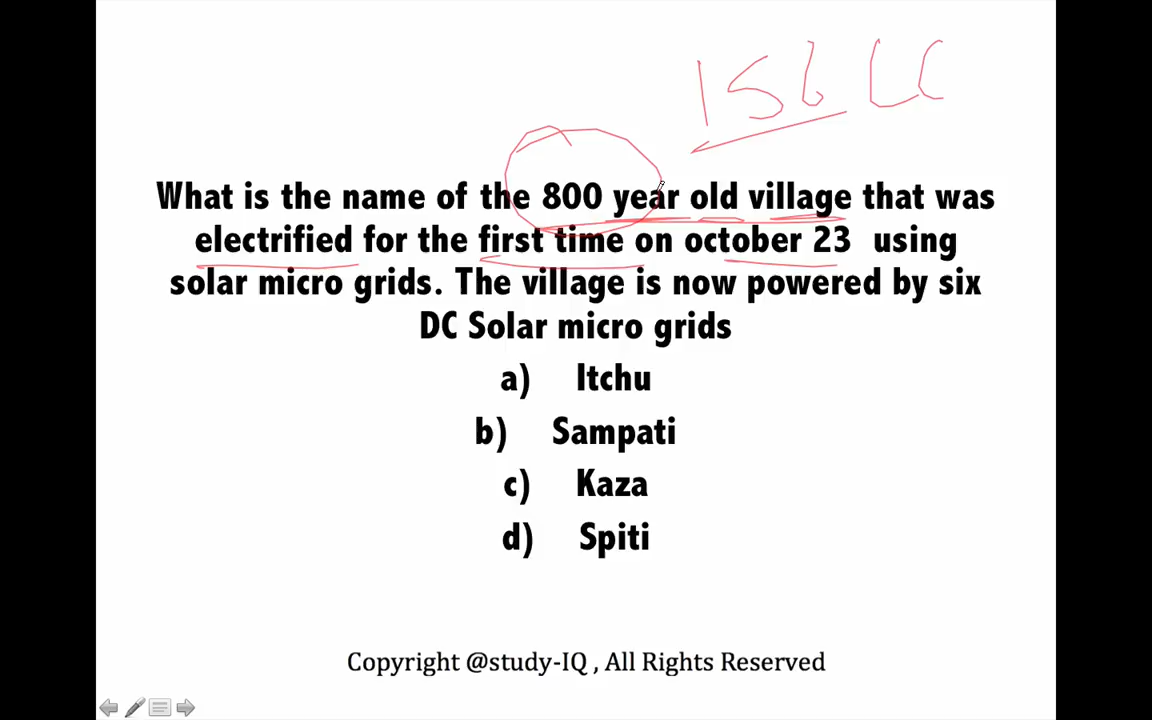 What is the name of the 800 year old village that was
electrified for the first time on october 23 using
solar micro grids. The village is now powered by six
DC Solar micro grids
a) Itchu
b) Sampati
c) Kaza
d) Spiti
Copyright @study-IQ , All Rights Reserved